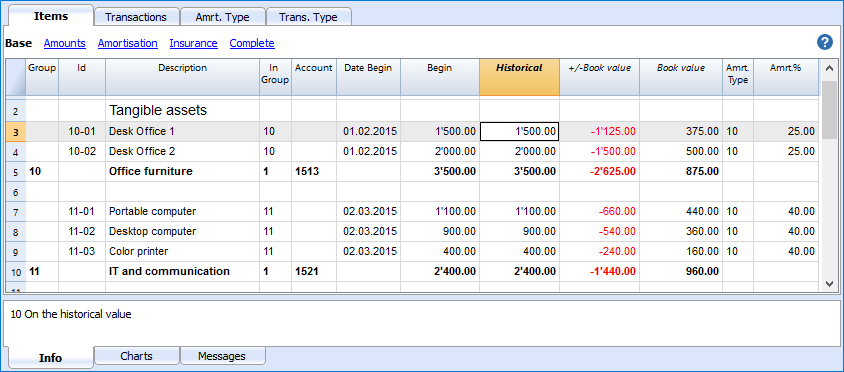 Items Transactions Amrt. Type Trans. Type
Base Amounts Amortisation Insurance Complete ?
Group Id Description In Group Account Date Begin Begin Historical +/-Book value Book value Amrt. Type Amrt.%
2 Tangible assets
3 10-01 Desk Office 1 10 01.02.2015 1'500.00 1'500.00 -1'125.00 375.00 10 25.00
4 10-02 Desk Office 2 10 01.02.2015 2'000.00 2'000.00 -1'500.00 500.00 10 25.00
5 10 Office furniture 1 1513 3'500.00 3'500.00 -2'625.00 875.00
6
7 11-01 Portable computer 11 02.03.2015 1'100.00 1'100.00 -660.00 440.00 10 40.00
8 11-02 Desktop computer 11 02.03.2015 900.00 900.00 -540.00 360.00 10 40.00
9 11-03 Color printer 11 02.03.2015 400.00 400.00 -240.00 160.00 10 40.00
10 11 IT and communication 1 1521 2'400.00 2'400.00 -1'440.00 960.00
10 On the historical value
Info Charts Messages